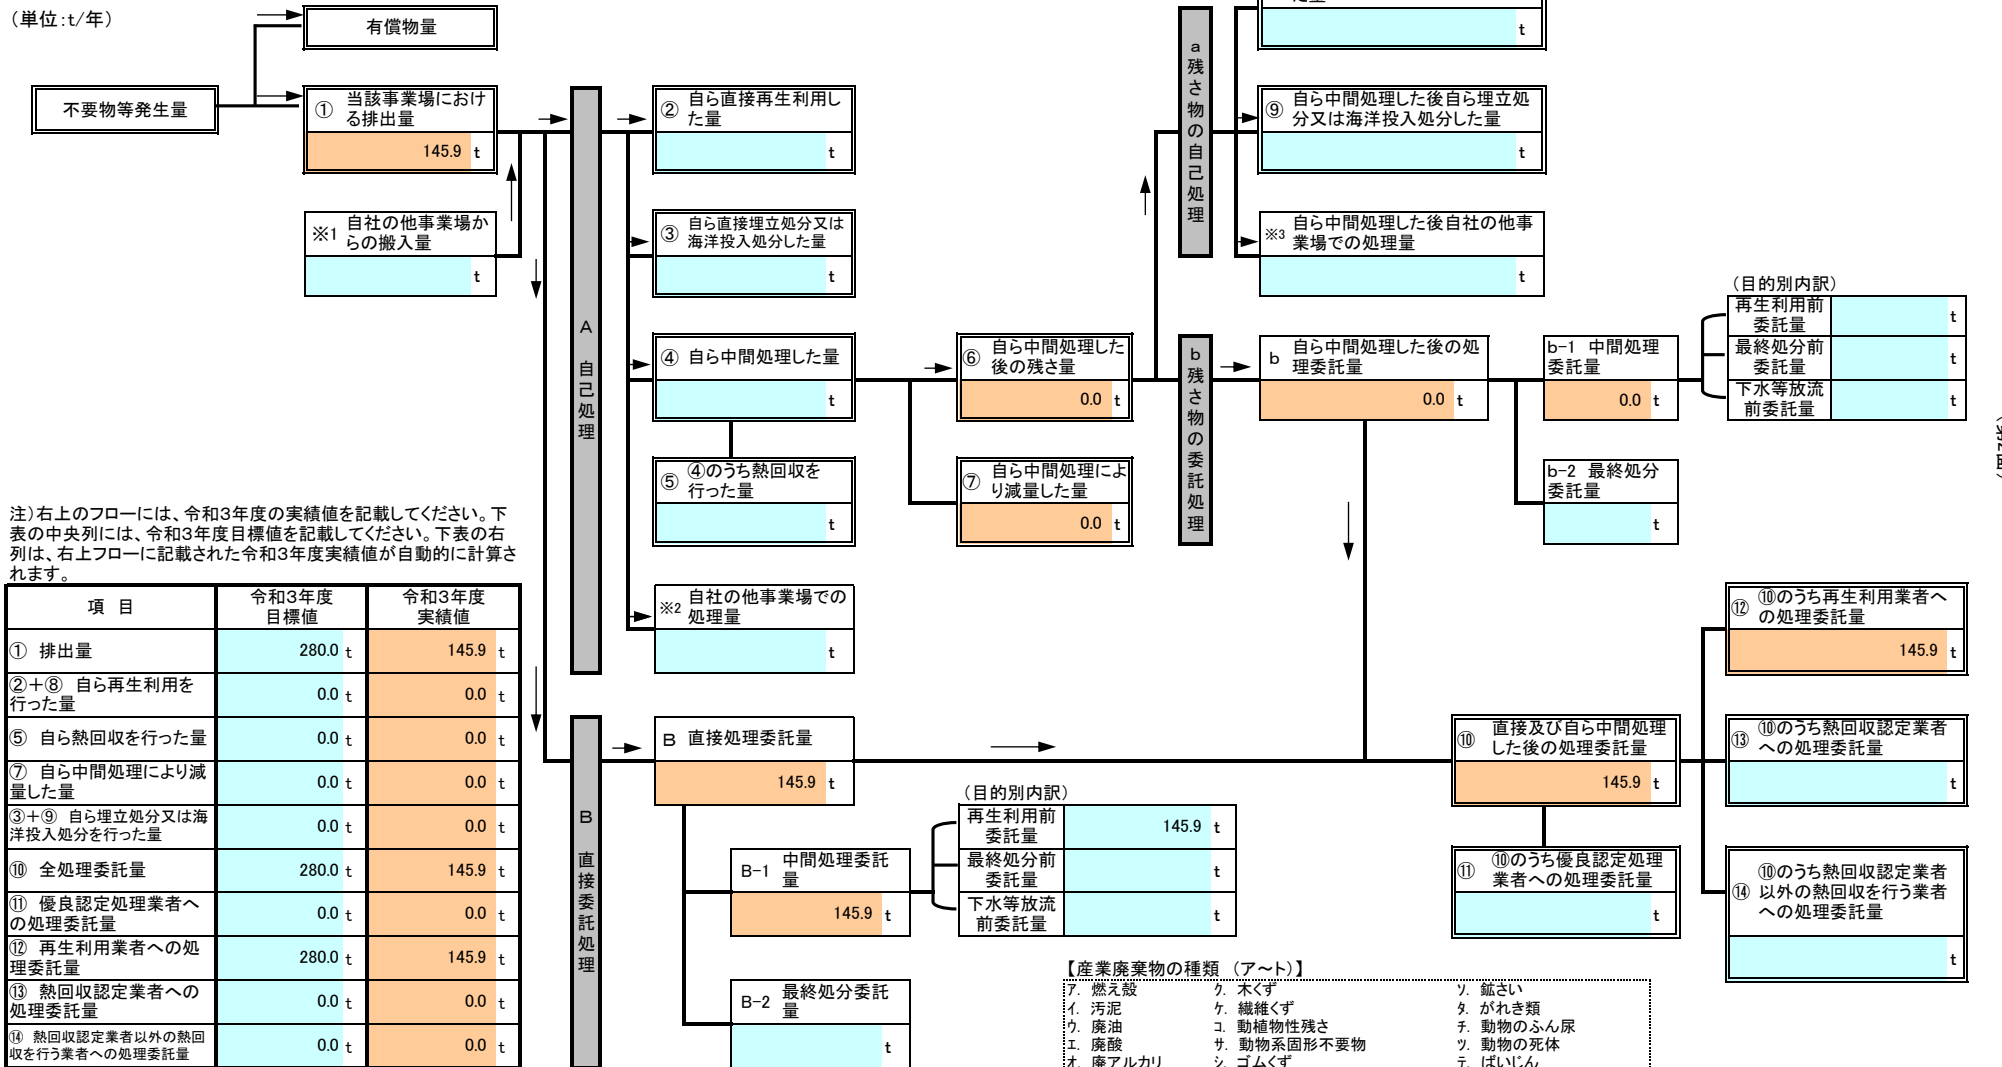 （単位：t/年）
有償物量
不要物等発生量
① 当該事業場におけ
る排出量
145.9 t
※1 自社の他事業場か
らの搬入量
t
A 自己処理
② 自ら直接再生利用し
た量
t
③ 自ら直接埋立処分又は
海洋投入処分した量
t
④ 自ら中間処理した量
t
⑤ ④のうち熱回収を
行った量
t
※2 自社の他事業場での
処理量
t
⑥ 自ら中間処理した
後の残さ量
0.0 t
⑦ 自ら中間処理によ
り減量した量
0.0 t
a 残さ物の自己処理
t
⑨ 自ら中間処理した後自ら埋立処
分又は海洋投入処分した量
t
※3 自ら中間処理した後自社の他事
業場での処理量
t
b 残さ物の委託処理
b 自ら中間処理した後の処
理委託量
0.0 t
b-1 中間処理
委託量
0.0 t
（目的別内訳）
再生利用前
委託量
t
最終処分前
委託量
t
下水等放流
前委託量
t
b-2 最終処分
委託量
t
注）右上のフローには、令和3年度の実績値を記載してください。下
表の中央列には、令和3年度目標値を記載してください。下表の右
列は、右上フローに記載された令和3年度実績値が自動的に計算さ
れます。
項 目 令和3年度 目標値 令和3年度 実績値
① 排出量 280.0 t 145.9 t
②＋⑧ 自ら再生利用を
行った量 0.0 t 0.0 t
⑤ 自ら熱回収を行った量 0.0 t 0.0 t
⑦ 自ら中間処理により減
量した量 0.0 t 0.0 t
③＋⑨ 自ら埋立処分又は海
洋投入処分を行った量 0.0 t 0.0 t
⑩ 全処理委託量 280.0 t 145.9 t
⑪ 優良認定処理業者へ
の処理委託量 0.0 t 0.0 t
⑫ 再生利用業者への処
理委託量 280.0 t 145.9 t
⑬ 熱回収認定業者への
処理委託量 0.0 t 0.0 t
⑭ 熱回収認定業者以外の熱回
収を行う業者への処理委託量 0.0 t 0.0 t
B 直接委託処理
B 直接処理委託量
145.9 t
B-1 中間処理委託
量
145.9 t
（目的別内訳）
再生利用前
委託量
145.9 t
最終処分前
委託量
t
下水等放流
前委託量
t
B-2 最終処分委託
量
t
⑩ 直接及び自ら中間処理
した後の処理委託量
145.9 t
⑪ ⑩のうち優良認定処理
業者への処理委託量
t
⑫ ⑩のうち再生利用業者へ
の処理委託量
145.9 t
⑬ ⑩のうち熱回収認定業者
への処理委託量
t
⑭ ⑩のうち熱回収認定業者
以外の熱回収を行う業者
への処理委託量
t
【産業廃棄物の種類 （ア～ト）】
ア. 燃え殻 ク. 木くず ソ. 鉱さい
イ. 汚泥 ケ. 繊維くず タ. がれき類
ウ. 廃油 コ. 動植物性残さ チ. 動物のふん尿
エ. 廃酸 サ. 動物系固形不要物 ツ. 動物の死体
オ. 廃アルカリ シ. ゴムくず テ. ばいじん